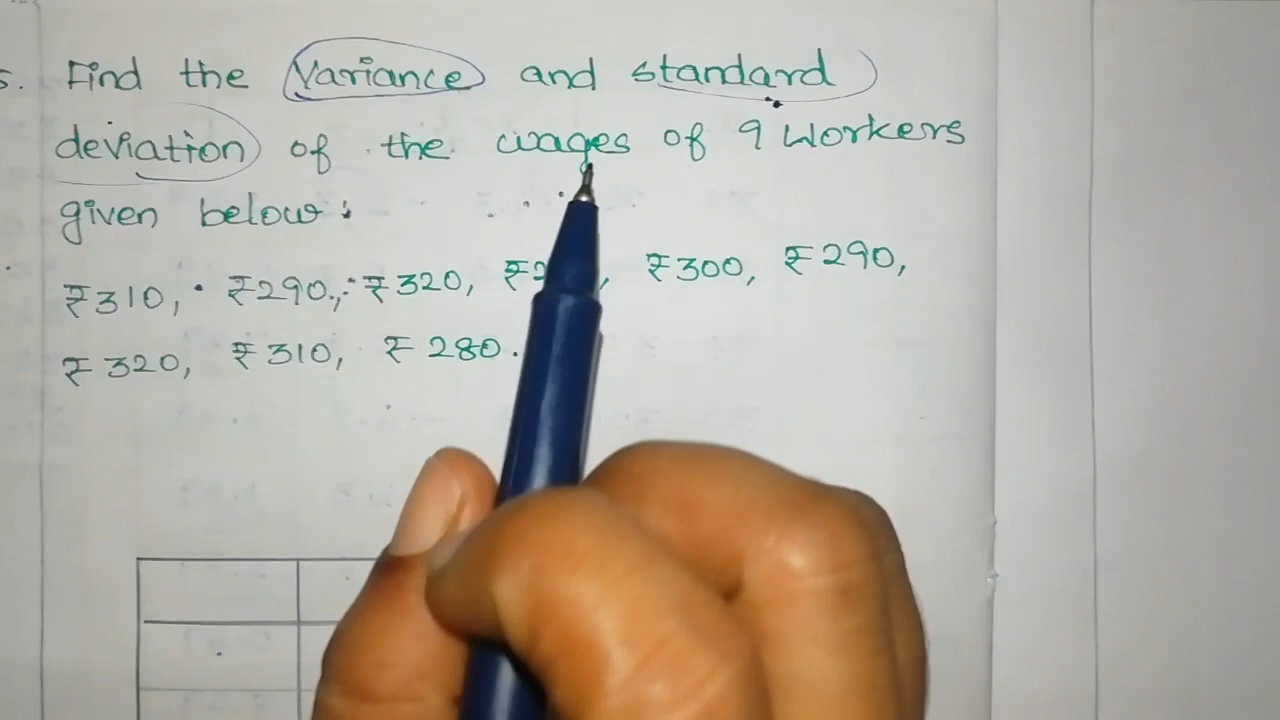 5. Find the Variance and standard
deviation of the wages of 9 Workers
given below:
₹310, ₹290, ₹320, ₹300, ₹290,
₹320, ₹310, ₹280.